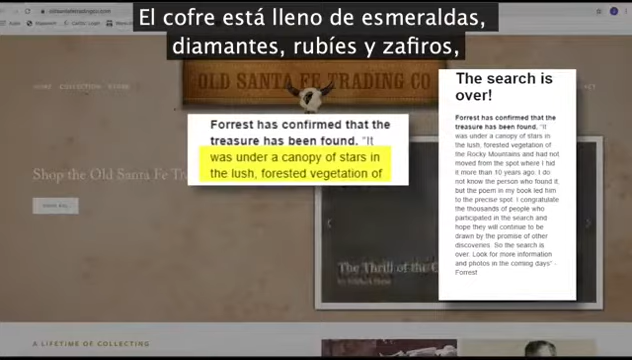 El cofre está lleno de esmeraldas,
diamantes, rubíes y zafiros,
HOME COLLECTION
OLD SANTA FE TRADING CO
The search is
over!
Forrest has confirmed that the
treasure has been found. "It
was under a canopy of stars in
the lush, forested vegetation of
Forrest has confirmed that the
treasure has been found. "It
was under a canopy of stars in
the lush, forested vegetation of
the Rocky Mountains and had not
moved from the spot where I hid
it more than 10 years ago. I do
not know the person who found it,
but the poem in my book led him
to the precise spot. I congratulate
the thousands of people who
participated in the search and
hope they will continue to be
drawn by the promise of other
discoveries. So the search is
over. Look for more information
and photos in the coming days" -
Forrest
Shop the Old Santa Fe Tra
The Thrill of the C
A LIFETIME OF COLLECTING